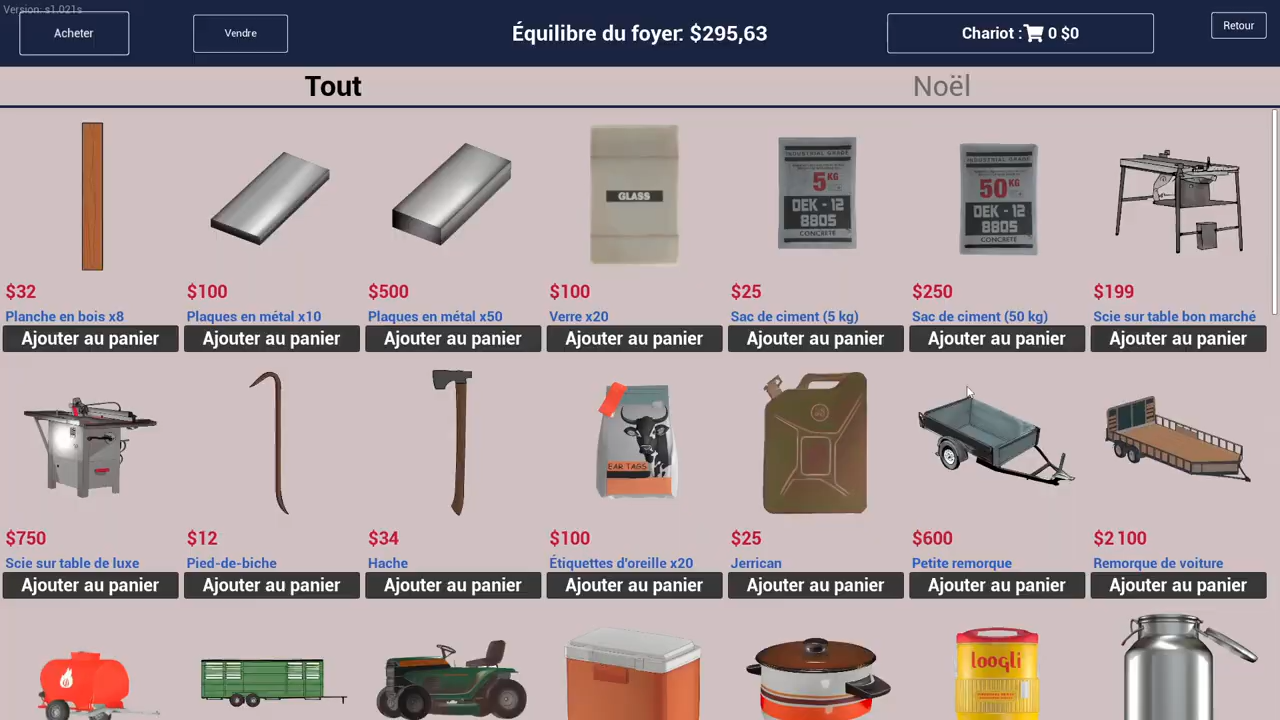 Version: s1.021s
Acheter
Vendre
Équilibre du foyer: $295,63
Chariot : 0 $0
Retour
Tout
Noël
GLASS
INDUSTRIAL GRADE
5 KG
DEK - 12
8805
CONCRETE
INDUSTRIAL GRADE
50 KG
DEK - 12
8805
CONCRETE
$32
$100
$500
$100
$25
$250
$199
Planche en bois x8
Plaques en métal x10
Plaques en métal x50
Verre x20
Sac de ciment (5 kg)
Sac de ciment (50 kg)
Scie sur table bon marché
Ajouter au panier
Ajouter au panier
Ajouter au panier
Ajouter au panier
Ajouter au panier
Ajouter au panier
Ajouter au panier
EAR TAGS
$750
$12
$34
$100
$25
$600
$2 100
Scie sur table de luxe
Pied-de-biche
Hache
Étiquettes d'oreille x20
Jerrican
Petite remorque
Remorque de voiture
Ajouter au panier
Ajouter au panier
Ajouter au panier
Ajouter au panier
Ajouter au panier
Ajouter au panier
Ajouter au panier
loogli